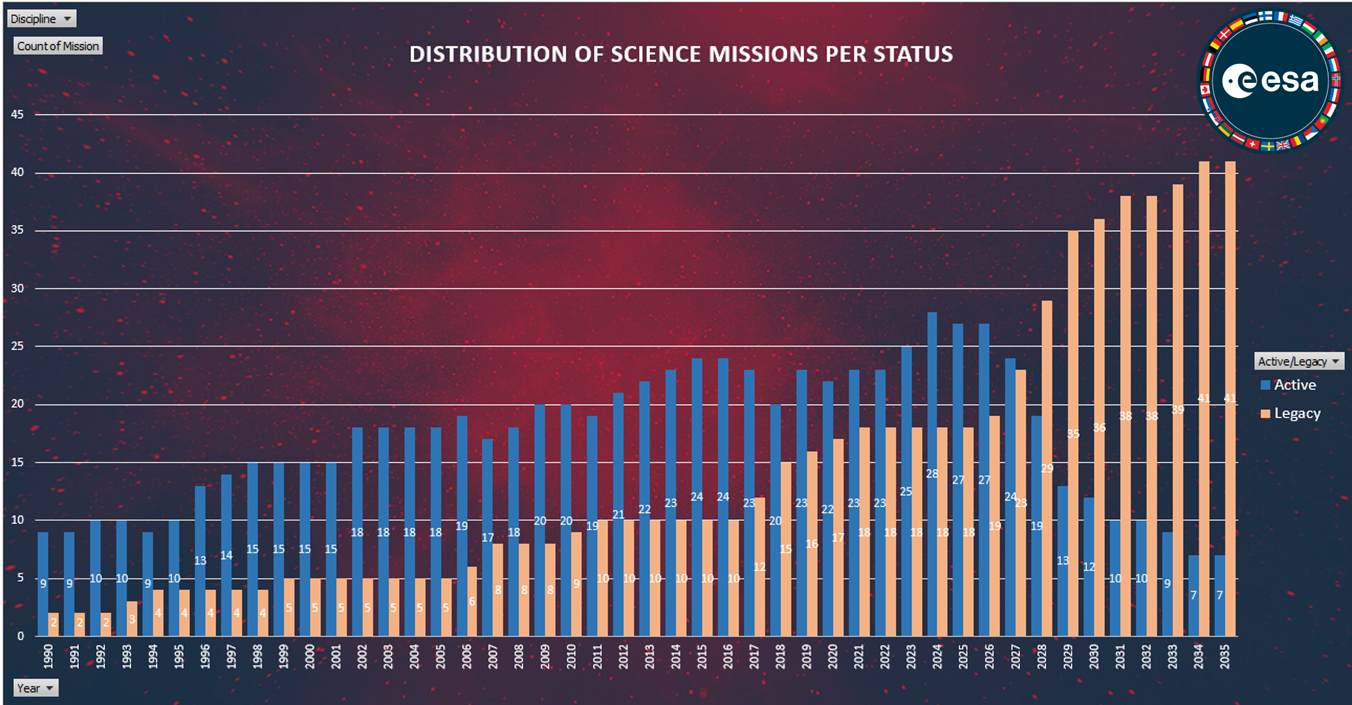 Discipline
Count of Mission
DISTRIBUTION OF SCIENCE MISSIONS PER STATUS
esa
45
40
35
30
25
20
15
10
5
0
9 9 10 10 9 10 13 14 15 15 15 15 18 18 18 18 19 17 18 20 20 19 21 22 23 24 24 23 20 23 22 23 23 25 28 27 27 24 19 13 12 10 10 9 7 7
2 2 2 3 4 4 4 4 4 5 5 5 5 5 5 5 6 8 8 8 9 10 10 10 10 10 10 12 15 16 17 18 18 18 18 18 19 23 29 35 36 38 38 39 41 41
1990 1991 1992 1993 1994 1995 1996 1997 1998 1999 2000 2001 2002 2003 2004 2005 2006 2007 2008 2009 2010 2011 2012 2013 2014 2015 2016 2017 2018 2019 2020 2021 2022 2023 2024 2025 2026 2027 2028 2029 2030 2031 2032 2033 2034 2035
Active/Legacy
Active
Legacy
Year